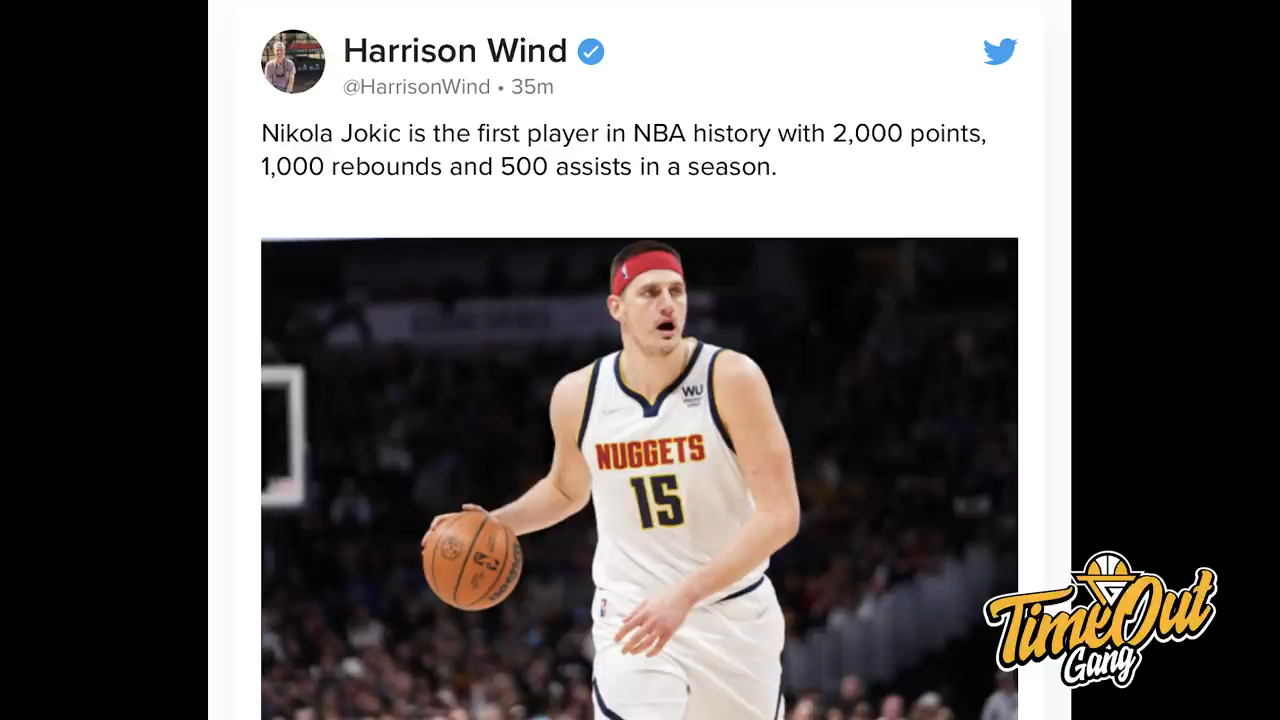 Harrison Wind
@HarrisonWind • 35m
Nikola Jokic is the first player in NBA history with 2,000 points,
1,000 rebounds and 500 assists in a season.
WU
NUGGETS
15
TimeOut
Gang